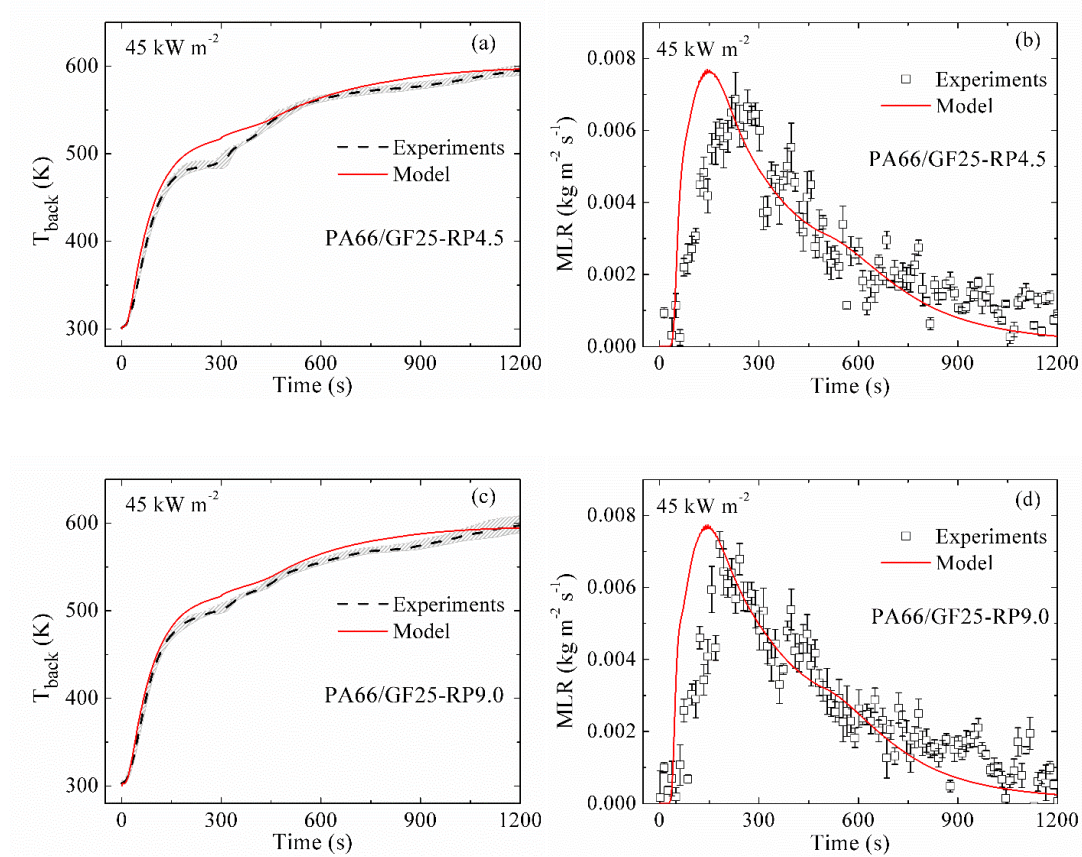 45 kW m⁻²
(a)
600
500
400
300
T_back (K)
Experiments
Model
PA66/GF25-RP4.5
0 300 600 900 1200
Time (s)
45 kW m⁻²
(b)
0.008
0.006
0.004
0.002
0.000
MLR (kg m⁻² s⁻¹)
Experiments
Model
PA66/GF25-RP4.5
0 300 600 900 1200
Time (s)
45 kW m⁻²
(c)
600
500
400
300
T_back (K)
Experiments
Model
PA66/GF25-RP9.0
0 300 600 900 1200
Time (s)
45 kW m⁻²
(d)
0.008
0.006
0.004
0.002
0.000
MLR (kg m⁻² s⁻¹)
Experiments
Model
PA66/GF25-RP9.0
0 300 600 900 1200
Time (s)